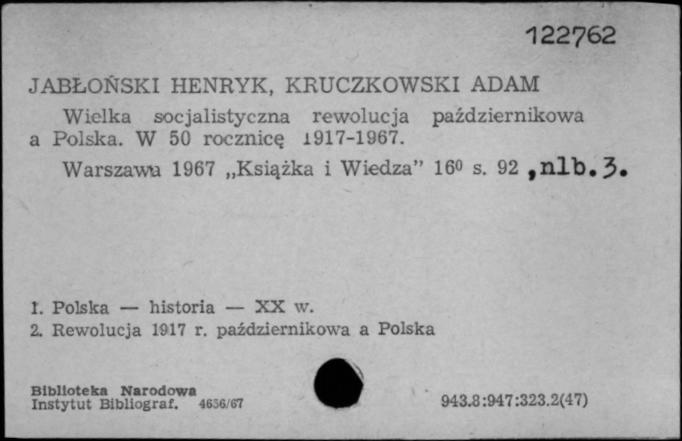 122762
JABŁOŃSKI HENRYK, KRUCZKOWSKI ADAM
Wielka socjalistyczna rewolucja październikowa
a Polska. W 50 rocznicę 1917-1967.
Warszawa 1967 „Książka i Wiedza” 16⁰ s. 92 , nlb. 3.
1. Polska — historia — XX w.
2. Rewolucja 1917 r. październikowa a Polska
Biblioteka Narodowa
Instytut Bibliograf. 4656/67
943.8:947:323.2(47)